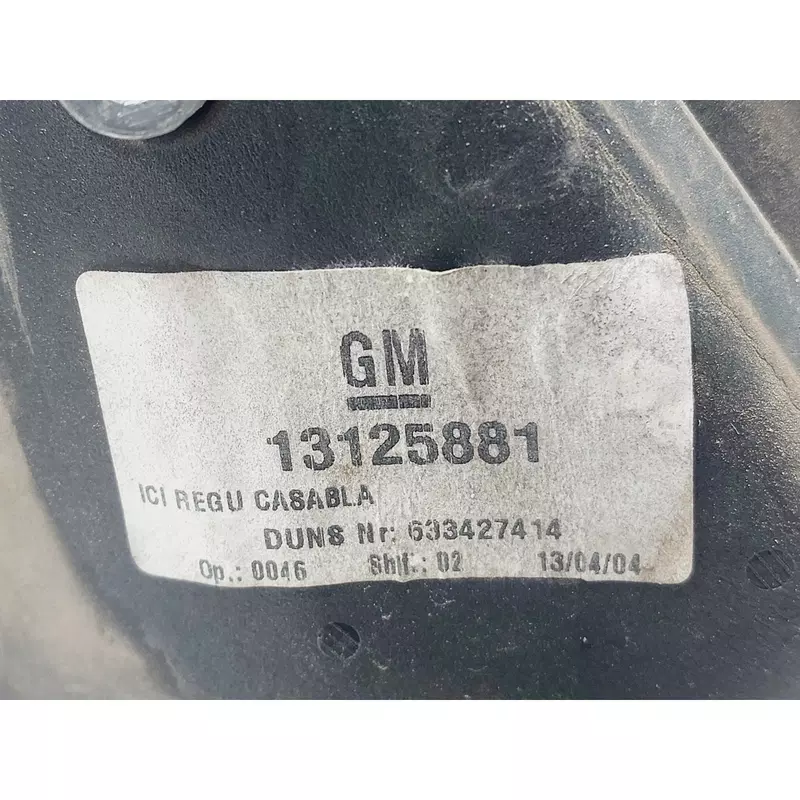 GM
13125881
ICI REGU CASABLA
DUNS Nr: 633427414
Op.: 0046 Shif.: 02 13/04/04